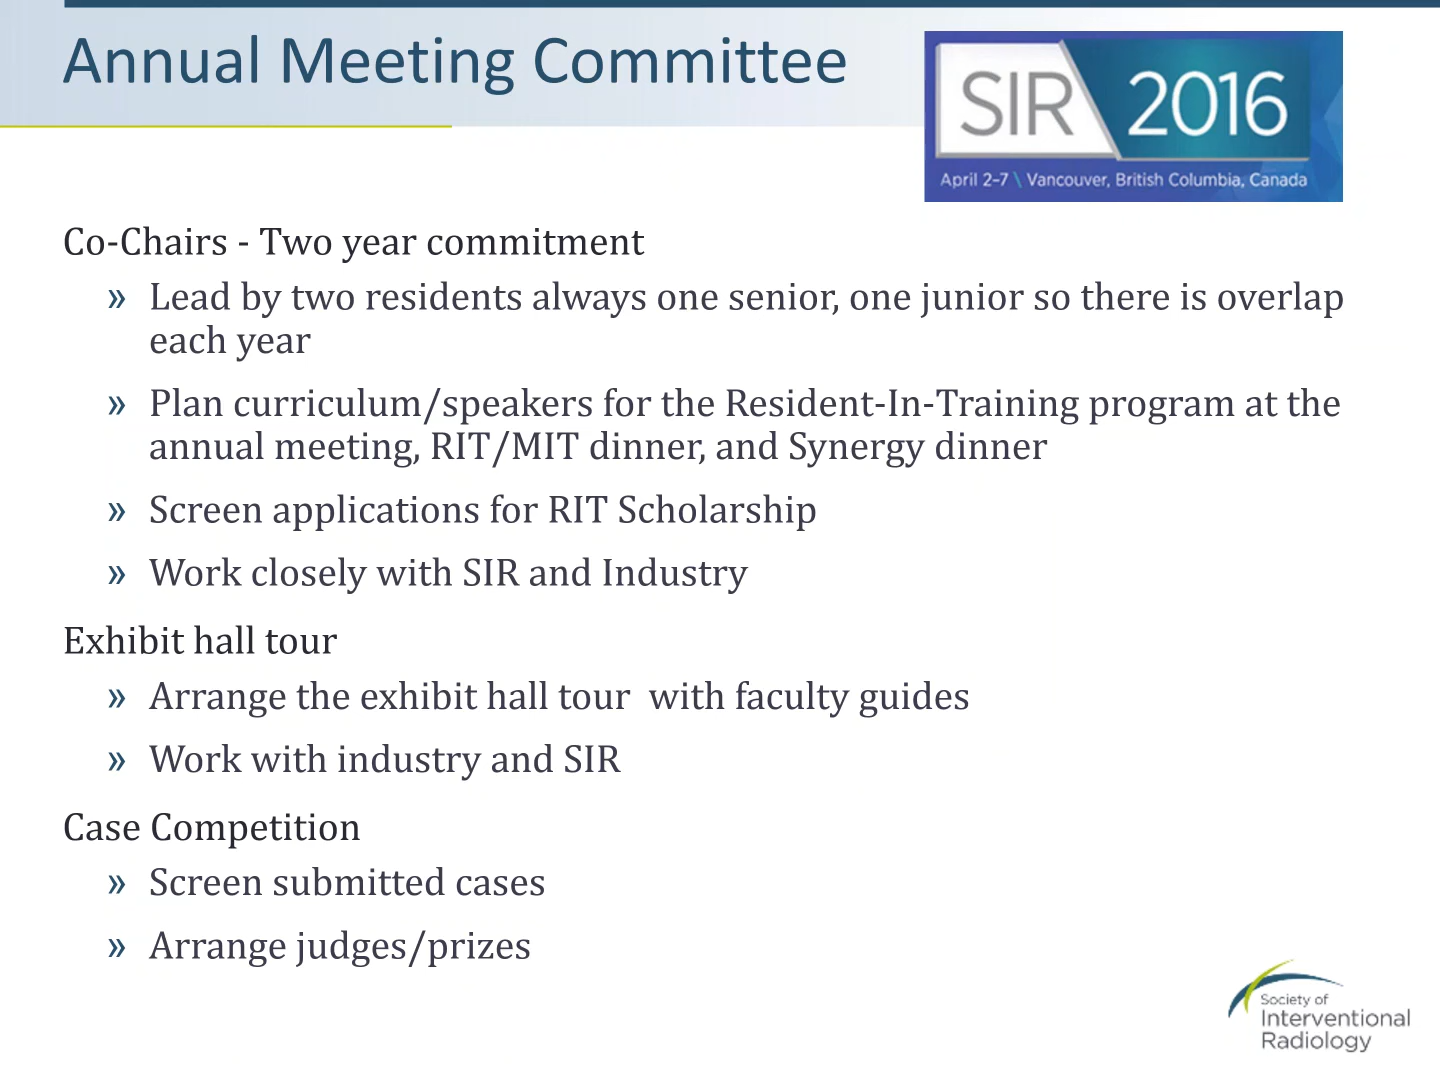 Annual Meeting Committee
SIR 2016
April 2–7 \ Vancouver, British Columbia, Canada
Co-Chairs - Two year commitment
» Lead by two residents always one senior, one junior so there is overlap
each year
» Plan curriculum/speakers for the Resident-In-Training program at the
annual meeting, RIT/MIT dinner, and Synergy dinner
» Screen applications for RIT Scholarship
» Work closely with SIR and Industry
Exhibit hall tour
» Arrange the exhibit hall tour  with faculty guides
» Work with industry and SIR
Case Competition
» Screen submitted cases
» Arrange judges/prizes
Society of
Interventional
Radiology